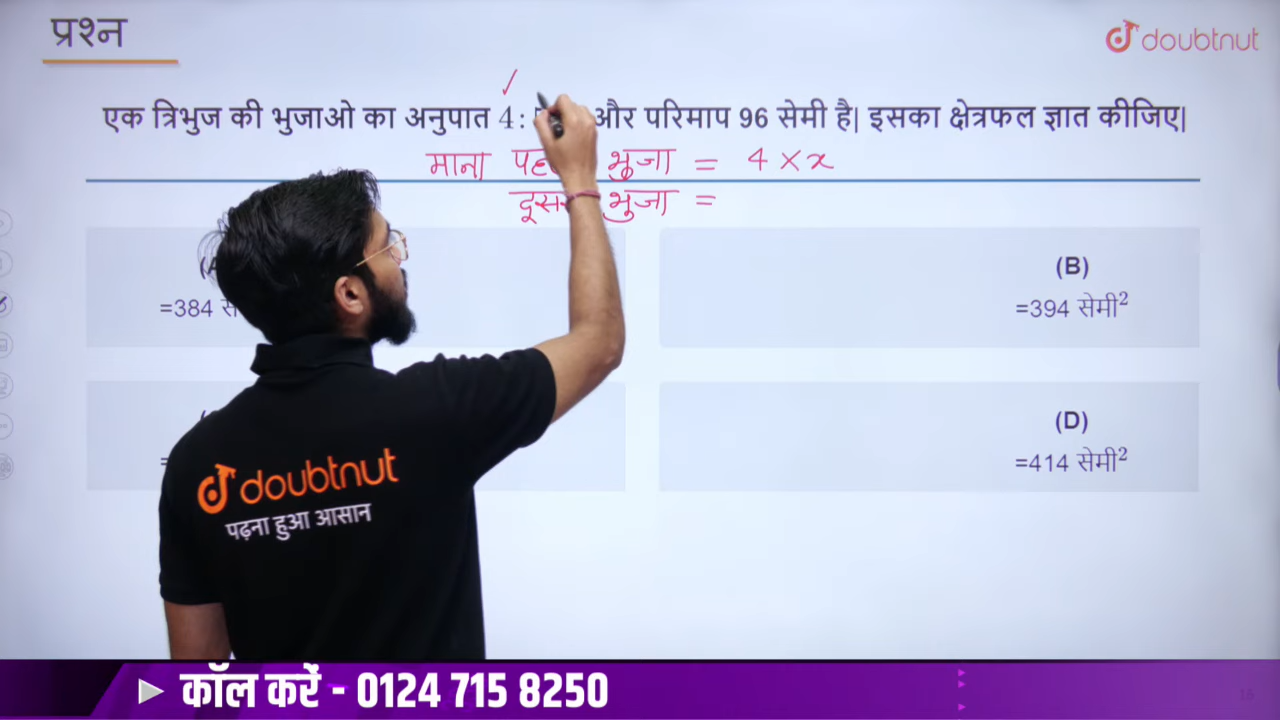 प्रश्न
doubtnut
एक त्रिभुज की भुजाओ का अनुपात 4: और परिमाप 96 सेमी है| इसका क्षेत्रफल ज्ञात कीजिए|
माना भुजा = 4 × x
भुजा =
(B)
=384
=394 सेमी²
(D)
=414 सेमी²
doubtnut
पढ़ना हुआ आसान
कॉल करें - 0124 715 8250
16